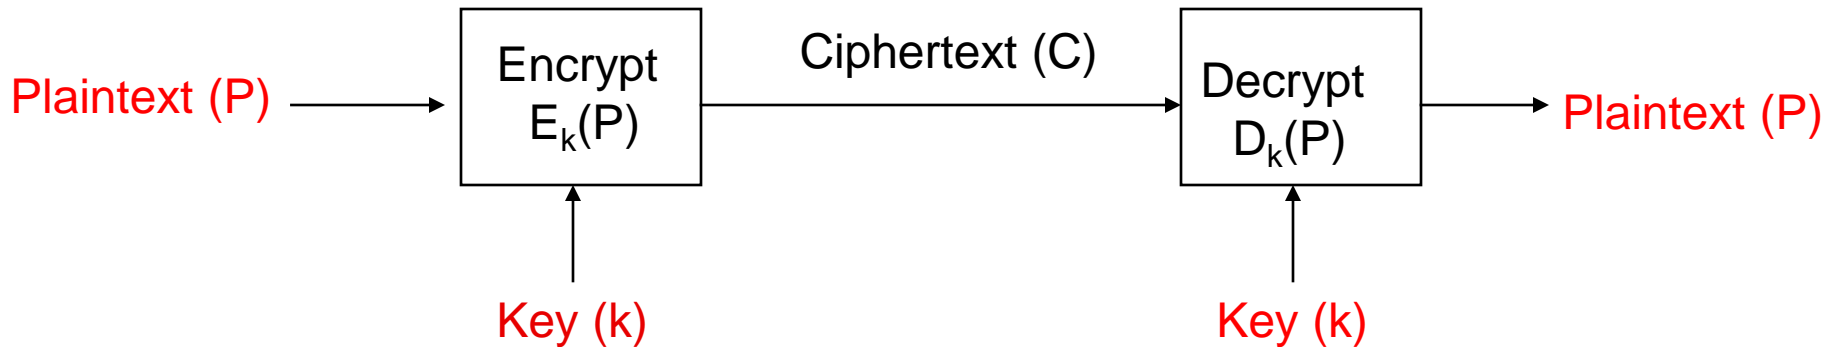 Plaintext (P)
Encrypt
Eₖ(P)
Ciphertext (C)
Decrypt
Dₖ(P)
Plaintext (P)
Key (k)
Key (k)